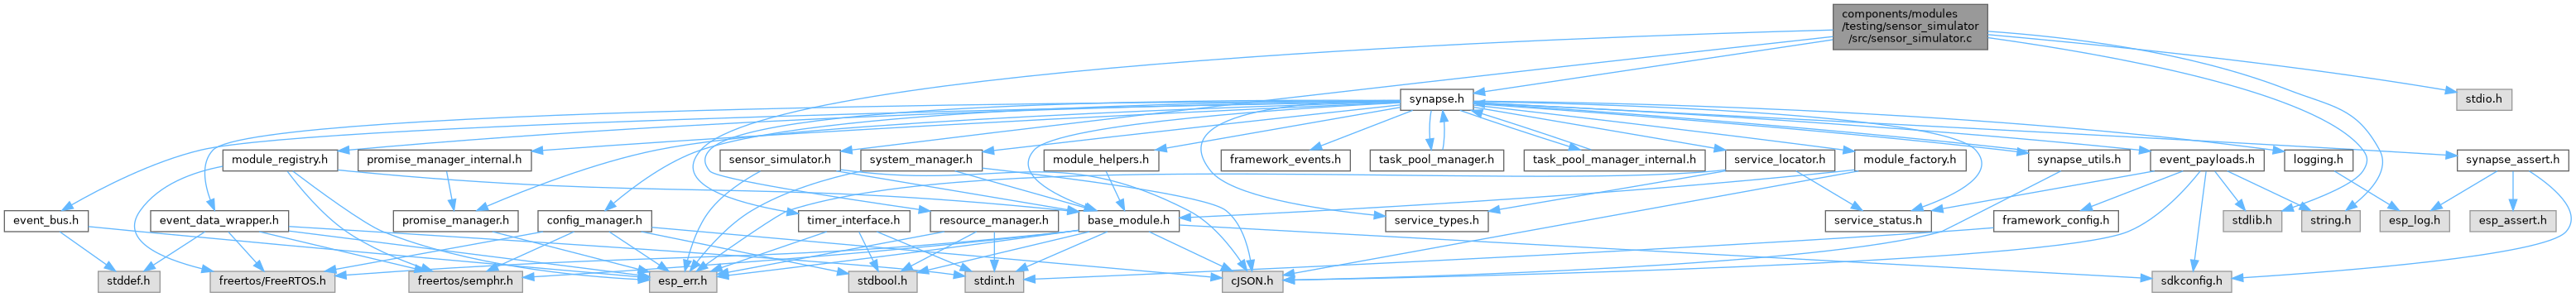 components/modules
/testing/sensor_simulator
/src/sensor_simulator.c
synapse.h
stdio.h
module_registry.h
promise_manager_internal.h
sensor_simulator.h
system_manager.h
module_helpers.h
framework_events.h
task_pool_manager.h
task_pool_manager_internal.h
service_locator.h
module_factory.h
synapse_utils.h
event_payloads.h
logging.h
synapse_assert.h
event_bus.h
event_data_wrapper.h
promise_manager.h
config_manager.h
timer_interface.h
resource_manager.h
base_module.h
service_types.h
service_status.h
framework_config.h
stdlib.h
string.h
esp_log.h
esp_assert.h
stddef.h
freertos/FreeRTOS.h
freertos/semphr.h
esp_err.h
stdbool.h
stdint.h
cJSON.h
sdkconfig.h